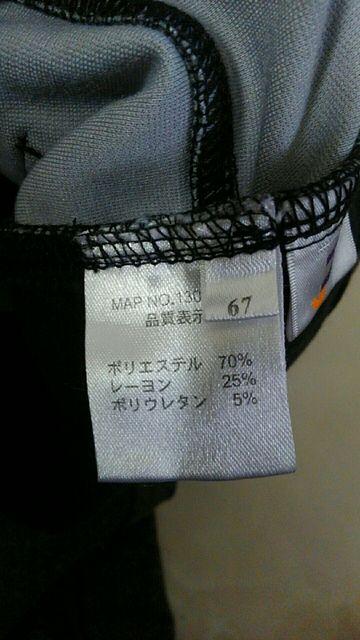 MAP NO.130
67
品質表示
ポリエステル 70%
レーヨン 25%
ポリウレタン 5%